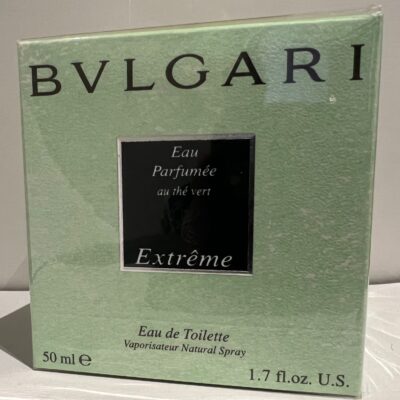 BVLGARI
Eau
Parfumée
au thé vert
Extrême
Eau de Toilette
Vaporisateur Natural Spray
50 ml ℮
1.7 fl.oz. U.S.